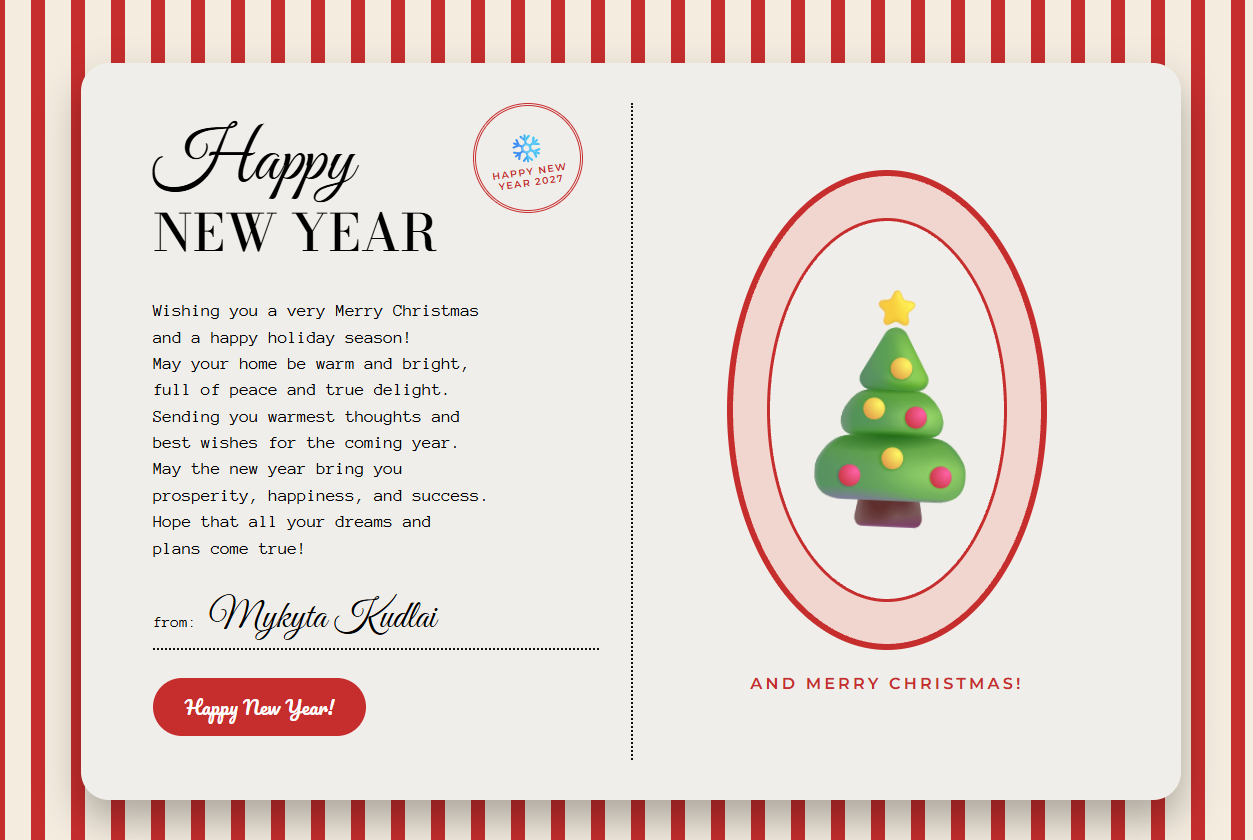 Happy
NEW YEAR
HAPPY NEW
YEAR 2027
Wishing you a very Merry Christmas
and a happy holiday season!
May your home be warm and bright,
full of peace and true delight.
Sending you warmest thoughts and
best wishes for the coming year.
May the new year bring you
prosperity, happiness, and success.
Hope that all your dreams and
plans come true!
from: Mykyta Kudlai
Happy New Year!
AND MERRY CHRISTMAS!